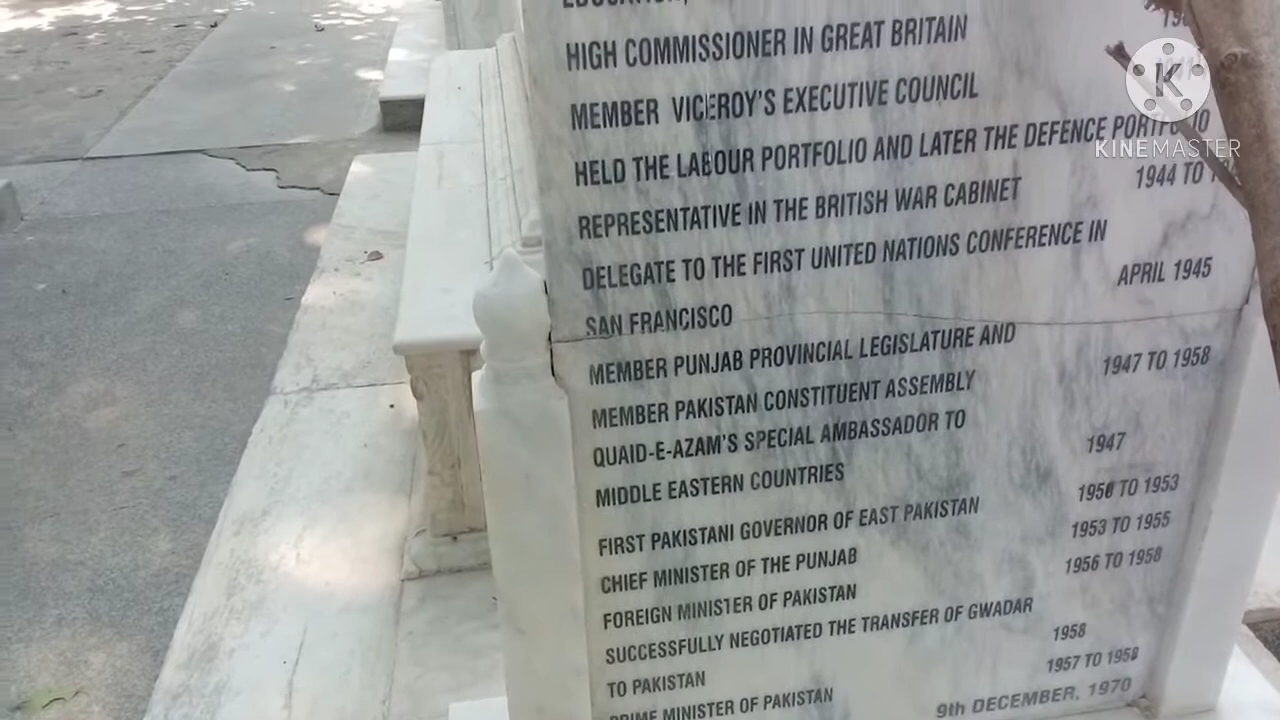 HIGH COMMISSIONER IN GREAT BRITAIN
MEMBER VICEROY'S EXECUTIVE COUNCIL
HELD THE LABOUR PORTFOLIO AND LATER THE DEFENCE PORTFOLIO
REPRESENTATIVE IN THE BRITISH WAR CABINET 1944 TO
DELEGATE TO THE FIRST UNITED NATIONS CONFERENCE IN
SAN FRANCISCO APRIL 1945
MEMBER PUNJAB PROVINCIAL LEGISLATURE AND
MEMBER PAKISTAN CONSTITUENT ASSEMBLY 1947 TO 1958
QUAID-E-AZAM'S SPECIAL AMBASSADOR TO
MIDDLE EASTERN COUNTRIES 1947
FIRST PAKISTANI GOVERNOR OF EAST PAKISTAN 1950 TO 1953
CHIEF MINISTER OF THE PUNJAB 1953 TO 1955
FOREIGN MINISTER OF PAKISTAN 1956 TO 1958
SUCCESSFULLY NEGOTIATED THE TRANSFER OF GWADAR
TO PAKISTAN 1958
PRIME MINISTER OF PAKISTAN 1957 TO 1958
9th DECEMBER, 1970
K
KINEMASTER